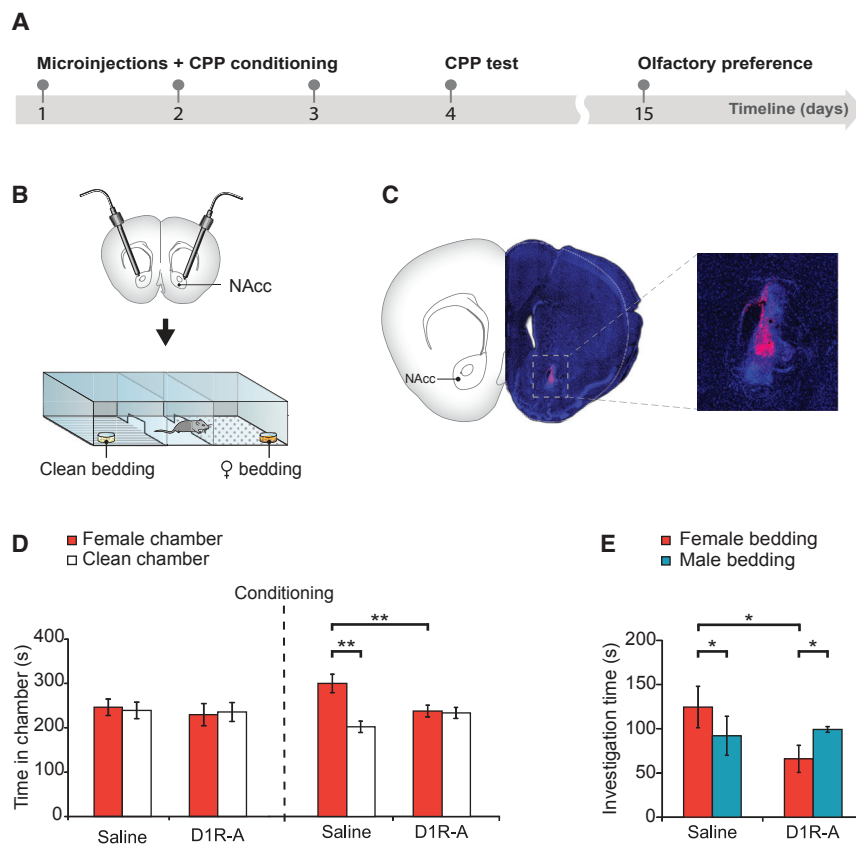 A
Microinjections + CPP conditioning CPP test Olfactory preference
1 2 3 4 15 Timeline (days)
B
NAcc
Clean bedding ♀ bedding
C
NAcc
D
Female chamber
Clean chamber
Conditioning
** **
Time in chamber (s)
400
300
200
100
0
Saline D1R-A Saline D1R-A
E
Female bedding
Male bedding
*
* *
Investigation time (s)
200
150
100
50
0
Saline D1R-A